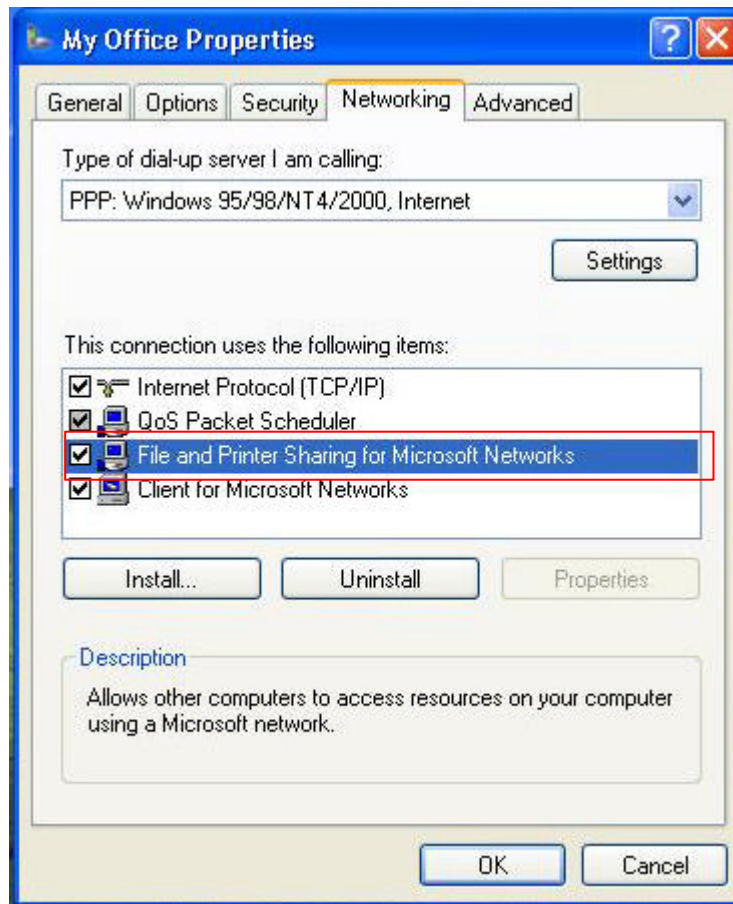 My Office Properties
General Options Security Networking Advanced
Type of dial-up server I am calling:
PPP: Windows 95/98/NT4/2000, Internet
Settings
This connection uses the following items:
Internet Protocol (TCP/IP)
QoS Packet Scheduler
File and Printer Sharing for Microsoft Networks
Client for Microsoft Networks
Install... Uninstall Properties
Description
Allows other computers to access resources on your computer
using a Microsoft network.
OK Cancel